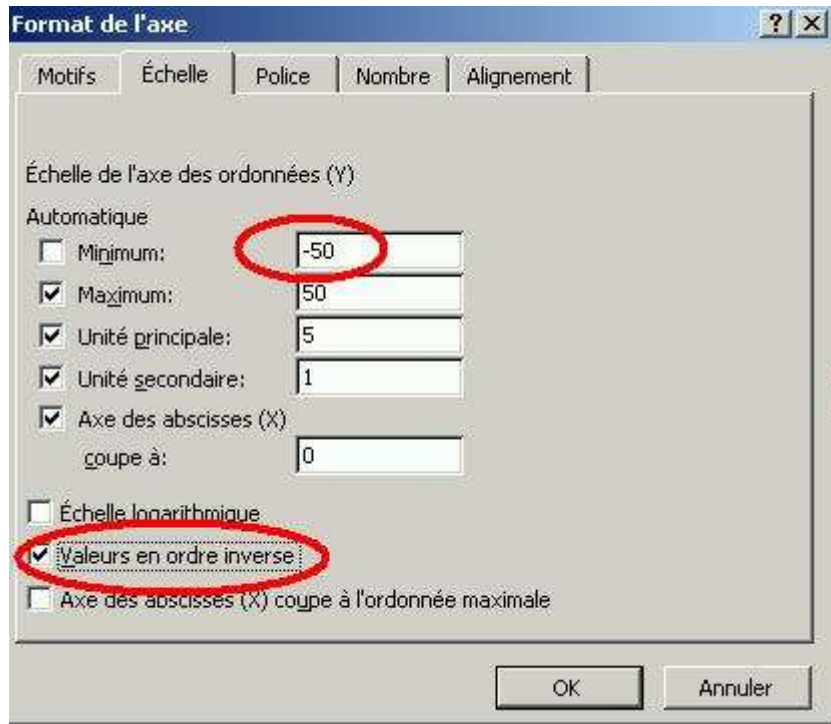 Format de l'axe
Motifs Échelle Police Nombre Alignement
Échelle de l'axe des ordonnées (Y)
Automatique
Minimum: -50
Maximum: 50
Unité principale: 5
Unité secondaire: 1
Axe des abscisses (X)
coupe à: 0
Échelle logarithmique
Valeurs en ordre inverse
Axe des abscisses (X) coupe à l'ordonnée maximale
OK Annuler